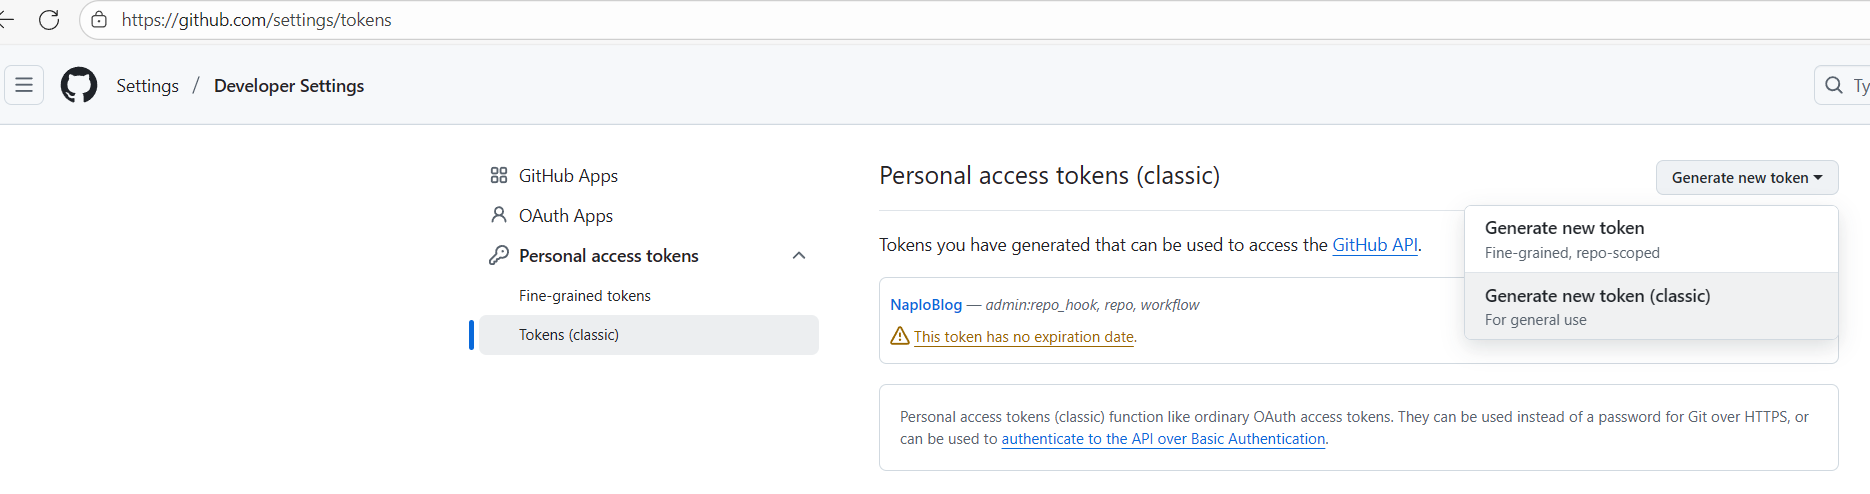 https://github.com/settings/tokens
Settings / Developer Settings
Ty
GitHub Apps
OAuth Apps
Personal access tokens
Fine-grained tokens
Tokens (classic)
Personal access tokens (classic)
Generate new token
Generate new token
Fine-grained, repo-scoped
Generate new token (classic)
For general use
Tokens you have generated that can be used to access the GitHub API.
NaploBlog — admin:repo_hook, repo, workflow
This token has no expiration date.
Personal access tokens (classic) function like ordinary OAuth access tokens. They can be used instead of a password for Git over HTTPS, or
can be used to authenticate to the API over Basic Authentication.